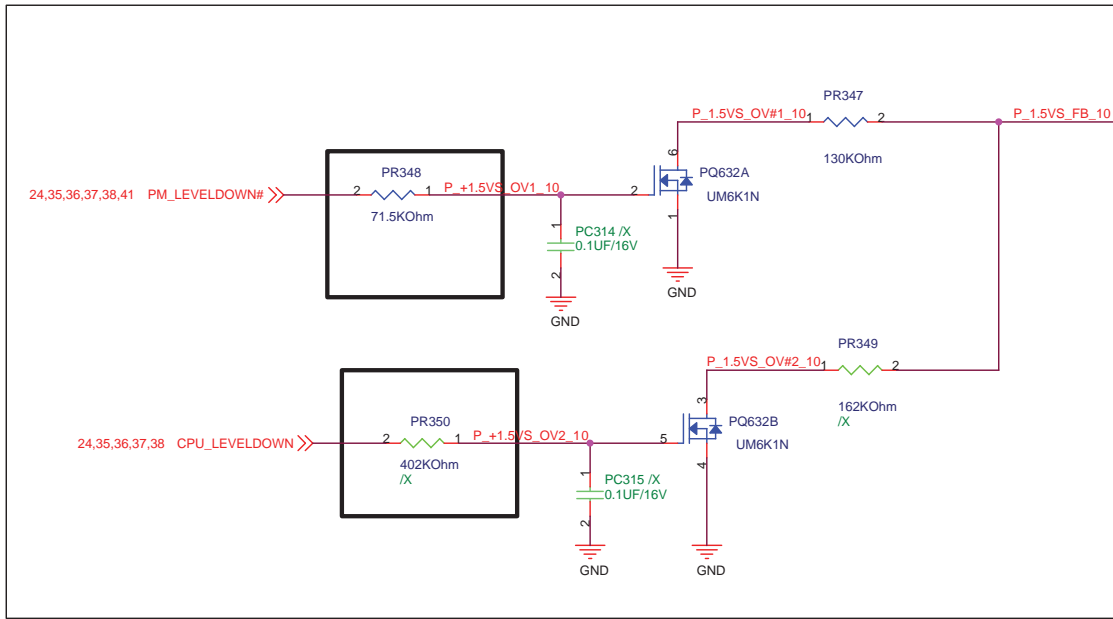 PR347
P_1.5VS_OV#1_10 1 2 P_1.5VS_FB_10
130KOhm
6
PR348
PQ632A
24,35,36,37,38,41 PM_LEVELDOWN# 2 1 P_+1.5VS_OV1_10 2
UM6K1N
71.5KOhm
1
1
PC314 /X
0.1UF/16V
2
GND
GND
PR349
P_1.5VS_OV#2_10 1 2
162KOhm
/X
3
PR350
PQ632B
24,35,36,37,38 CPU_LEVELDOWN 2 1 P_+1.5VS_OV2_10 5
UM6K1N
402KOhm
/X
4
1
PC315 /X
0.1UF/16V
2
GND
GND